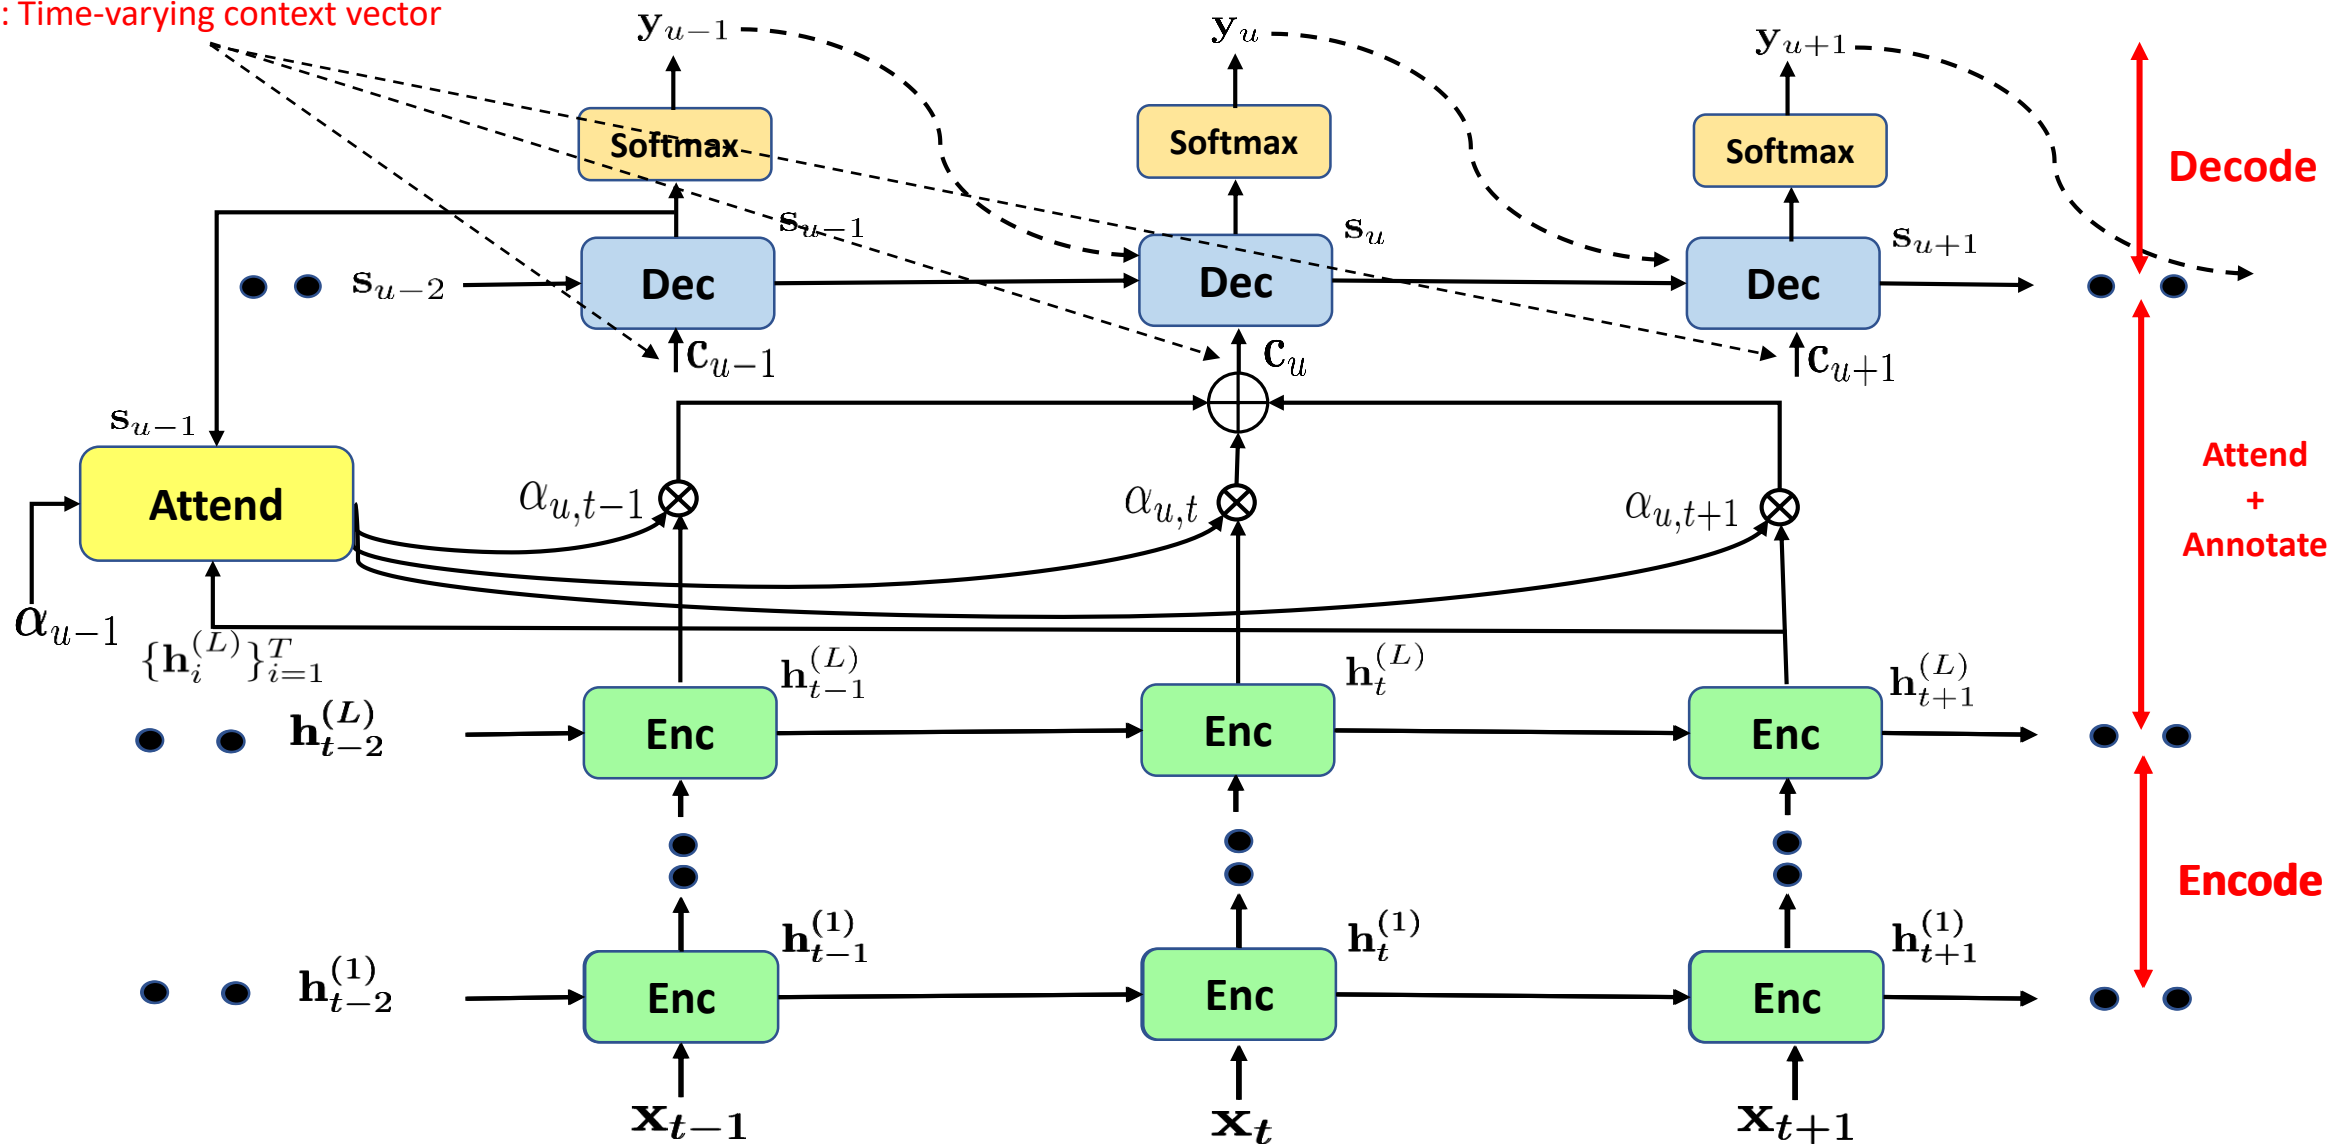 : Time-varying context vector
y_{u-1} y_u y_{u+1}
Softmax Softmax Softmax
Decode
s_{u-1} s_u s_{u+1}
s_{u-2} Dec Dec Dec
c_{u-1} c_u c_{u+1}
s_{u-1}
Attend
α_{u,t-1} α_{u,t} α_{u,t+1}
Attend
+
Annotate
α_{u-1}
{h_i^{(L)}}_{i=1}^T h_{t-1}^{(L)} h_t^{(L)} h_{t+1}^{(L)}
h_{t-2}^{(L)} Enc Enc Enc
Encode
h_{t-1}^{(1)} h_t^{(1)} h_{t+1}^{(1)}
h_{t-2}^{(1)} Enc Enc Enc
x_{t-1} x_t x_{t+1}